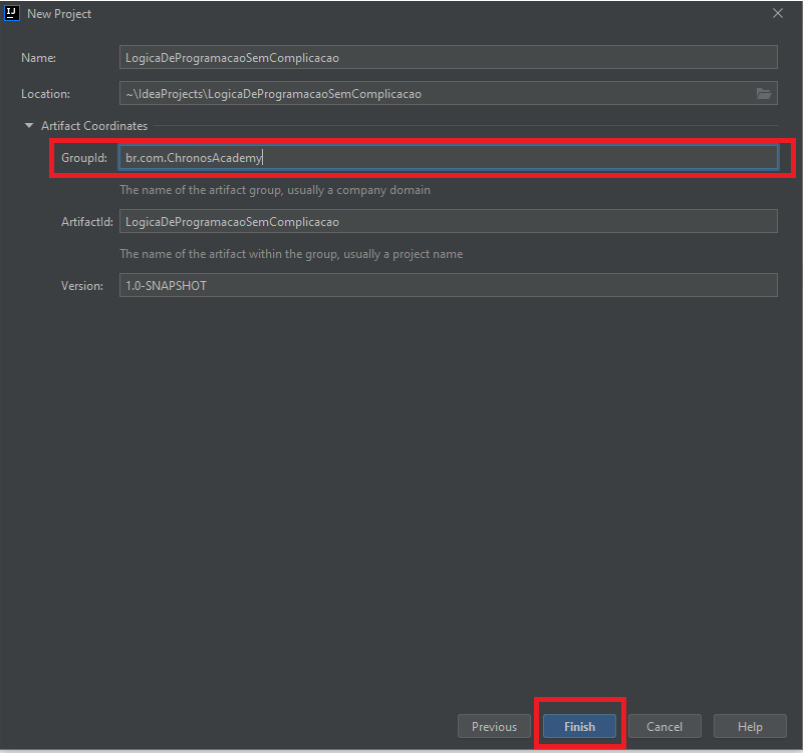 IJ New Project
Name: LogicaDeProgramacaoSemComplicacao
Location: ~\IdeaProjects\LogicaDeProgramacaoSemComplicacao
Artifact Coordinates
GroupId: br.com.ChronosAcademy
The name of the artifact group, usually a company domain
ArtifactId: LogicaDeProgramacaoSemComplicacao
The name of the artifact within the group, usually a project name
Version: 1.0-SNAPSHOT
Previous Finish Cancel Help